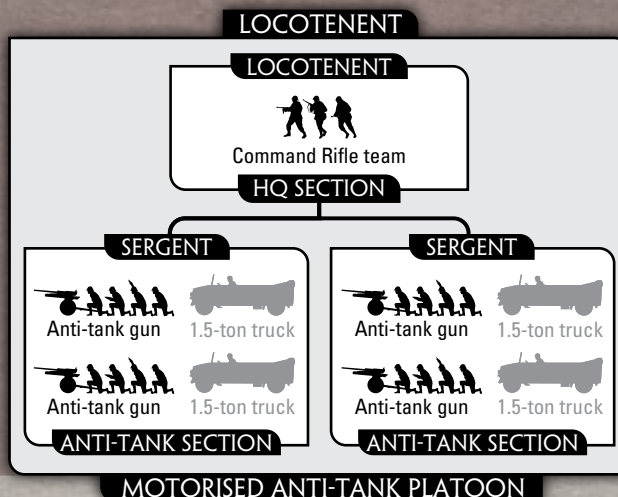 LOCOTENENT
LOCOTENENT
Command Rifle team
HQ SECTION
SERGENT
Anti-tank gun 1.5-ton truck
Anti-tank gun 1.5-ton truck
ANTI-TANK SECTION
SERGENT
Anti-tank gun 1.5-ton truck
Anti-tank gun 1.5-ton truck
ANTI-TANK SECTION
MOTORISED ANTI-TANK PLATOON